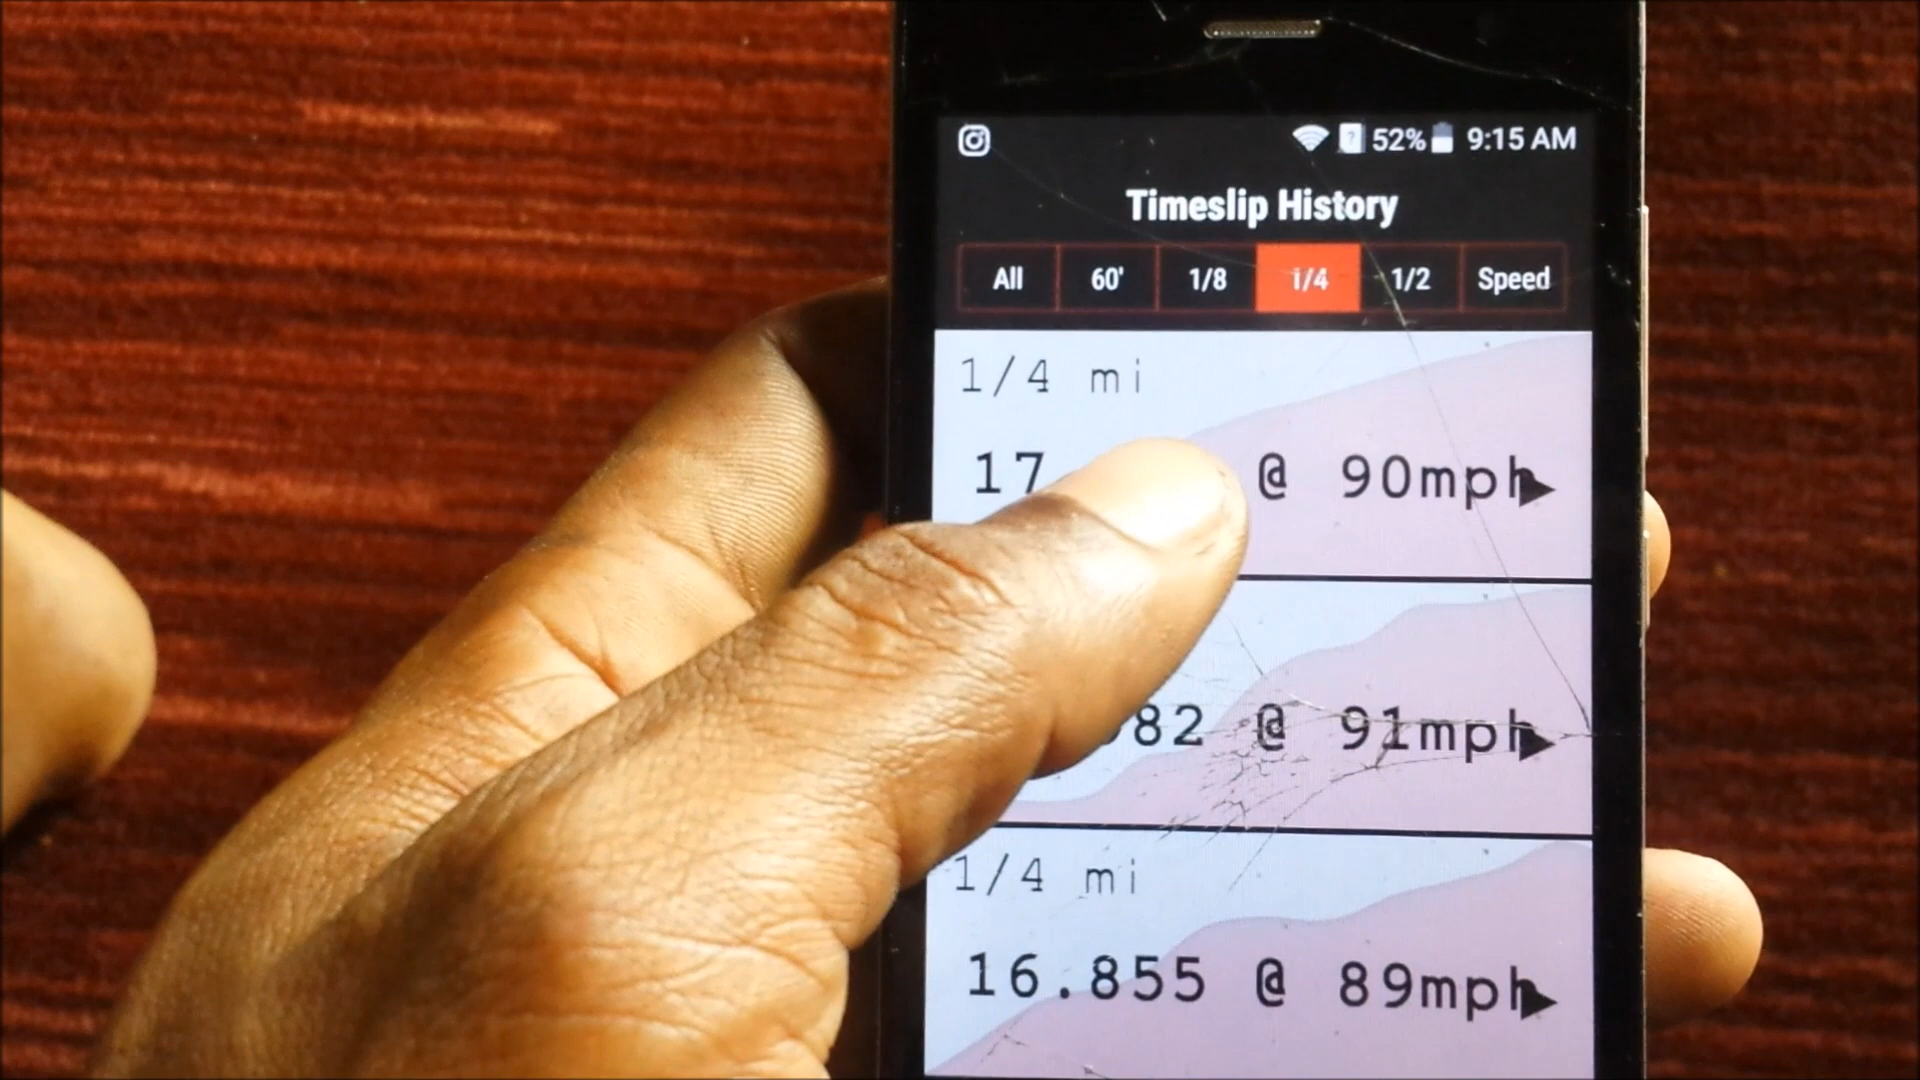 52% 9:15 AM
Timeslip History
All 60' 1/8 1/4 1/2 Speed
1/4 mi
17 @ 90mph
82 @ 91mph
1/4 mi
16.855 @ 89mph